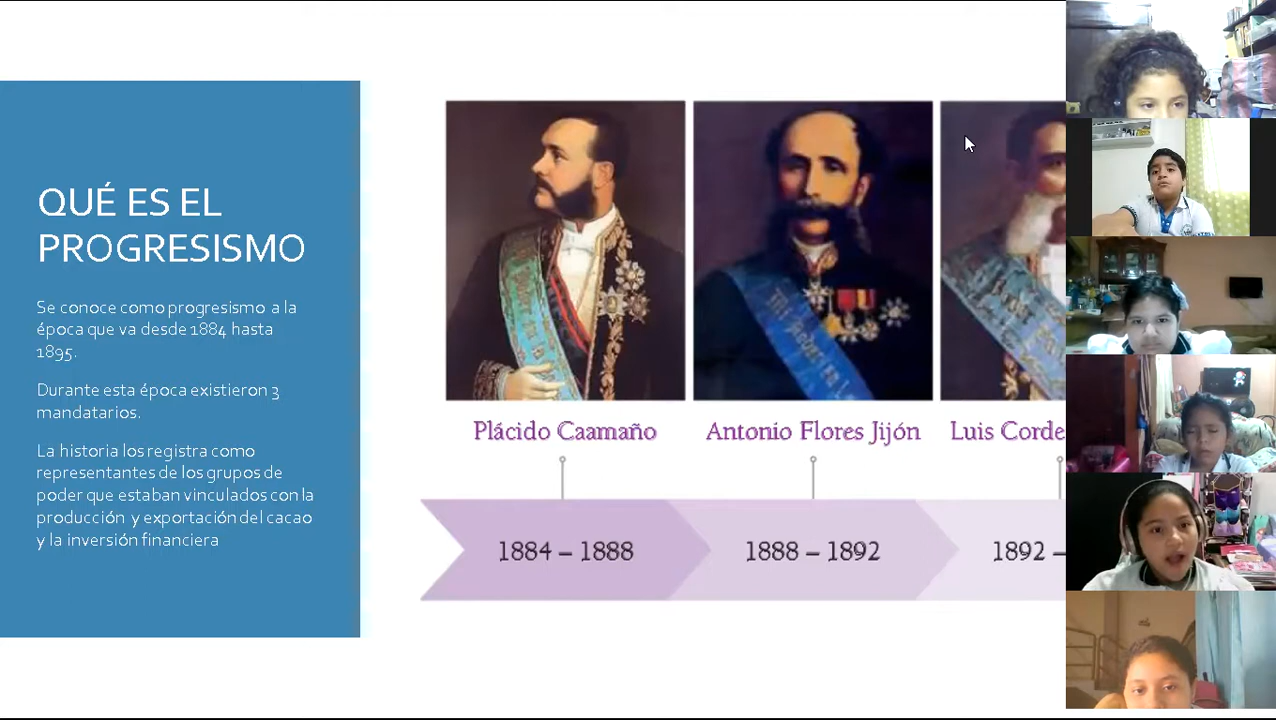 QUÉ ES EL
PROGRESISMO
Se conoce como progresismo a la
época que va desde 1884 hasta
1895.
Durante esta época existieron 3
mandatarios.
La historia los registra como
representantes de los grupos de
poder que estaban vinculados con la
producción y exportación del cacao
y la inversión financiera
Plácido Caamaño
Antonio Flores Jijón
Luis Corde
1884 – 1888
1888 – 1892
1892 –